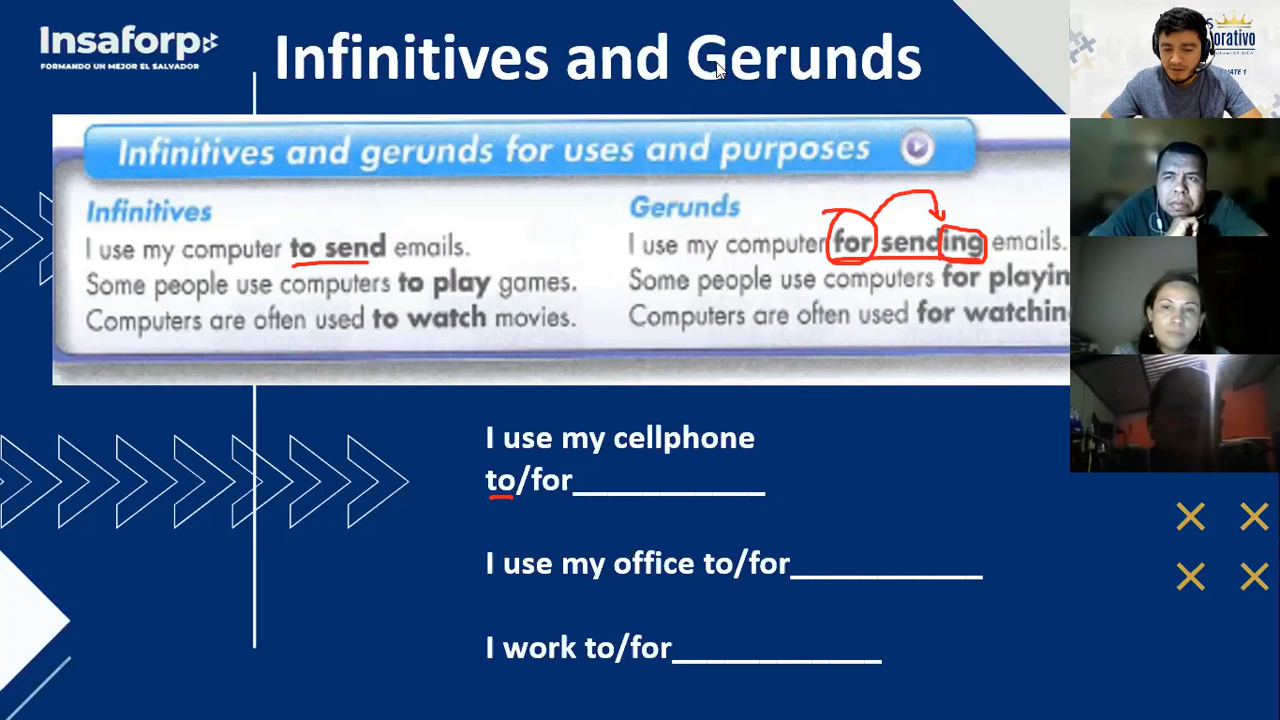 Insaforp
FORMANDO UN MEJOR EL SALVADOR
Infinitives and Gerunds
Infinitives and gerunds for uses and purposes
Infinitives
I use my computer to send emails.
Some people use computers to play games.
Computers are often used to watch movies.
Gerunds
I use my computer for sending emails.
Some people use computers for playin
Computers are often used for watchin
I use my cellphone
to/for____________
I use my office to/for____________
I work to/for_____________
orativo